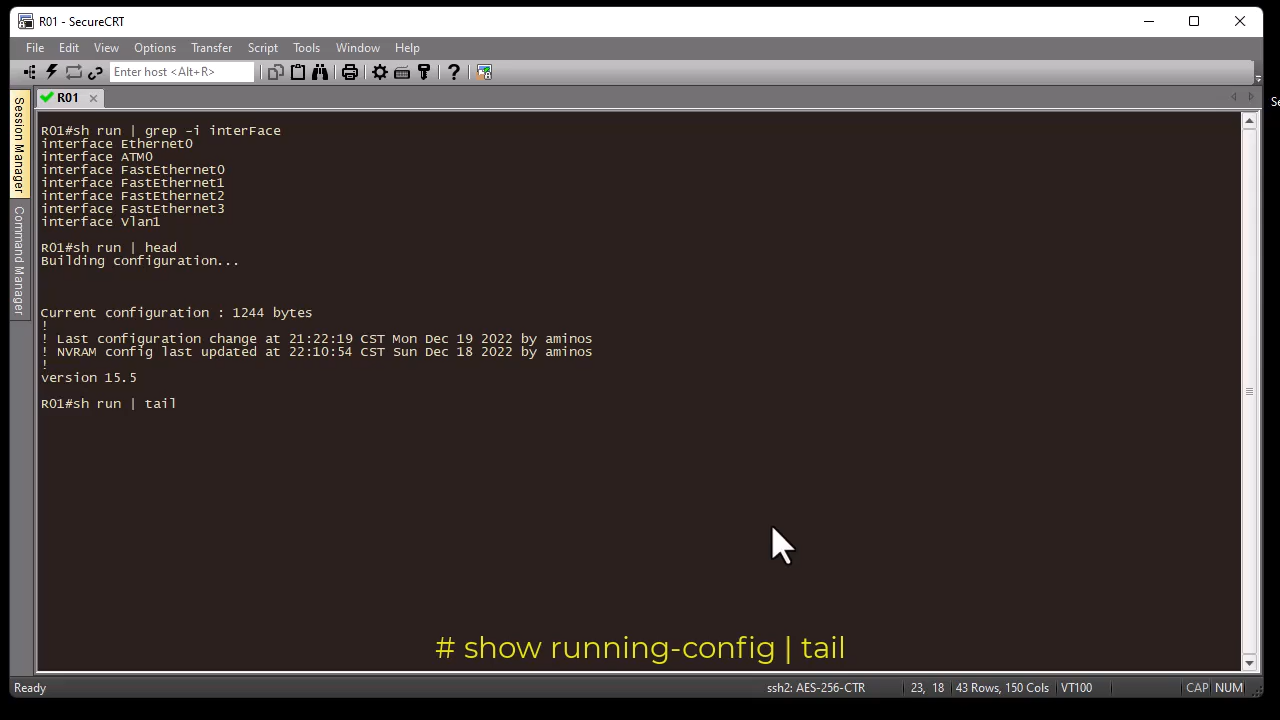 R01 - SecureCRT
File Edit View Options Transfer Script Tools Window Help
Enter host <Alt+R>
R01
Session Manager
Command Manager
R01#sh run | grep -i interFace
interface Ethernet0
interface ATM0
interface FastEthernet0
interface FastEthernet1
interface FastEthernet2
interface FastEthernet3
interface Vlan1
R01#sh run | head
Building configuration...
Current configuration : 1244 bytes
!
! Last configuration change at 21:22:19 CST Mon Dec 19 2022 by aminos
! NVRAM config last updated at 22:10:54 CST Sun Dec 18 2022 by aminos
!
version 15.5
R01#sh run | tail
# show running-config | tail
Ready ssh2: AES-256-CTR 23, 18 43 Rows, 150 Cols VT100 CAP NUM